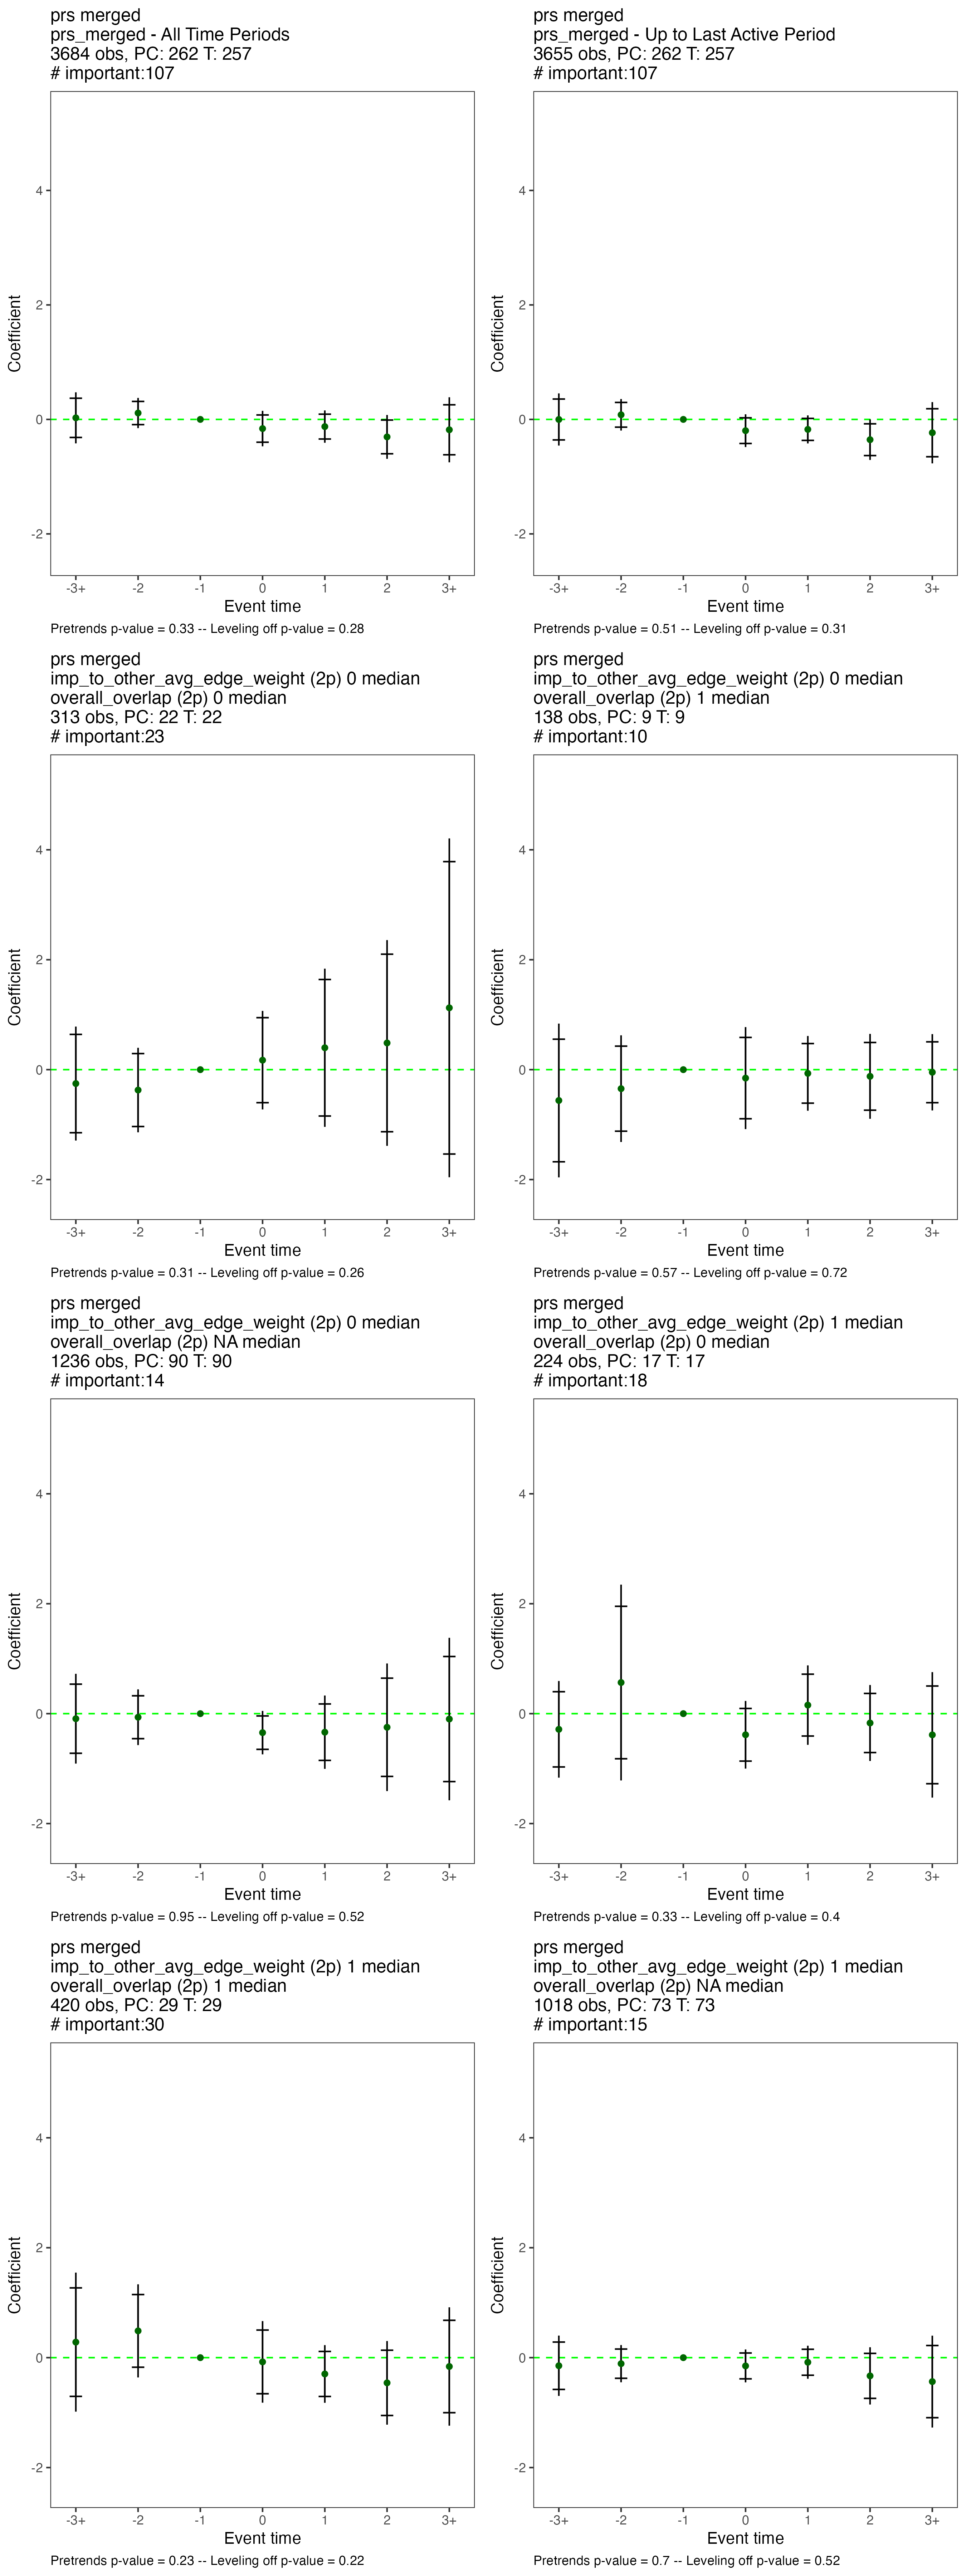 prs merged
prs_merged - All Time Periods
3684 obs, PC: 262 T: 257
# important:107
Coefficient
4
2
0
-2
-3+ -2 -1 0 1 2 3+
Event time
Pretrends p-value = 0.33 -- Leveling off p-value = 0.28
prs merged
prs_merged - Up to Last Active Period
3655 obs, PC: 262 T: 257
# important:107
Coefficient
4
2
0
-2
-3+ -2 -1 0 1 2 3+
Event time
Pretrends p-value = 0.51 -- Leveling off p-value = 0.31
prs merged
imp_to_other_avg_edge_weight (2p) 0 median
overall_overlap (2p) 0 median
313 obs, PC: 22 T: 22
# important:23
Coefficient
4
2
0
-2
-3+ -2 -1 0 1 2 3+
Event time
Pretrends p-value = 0.31 -- Leveling off p-value = 0.26
prs merged
imp_to_other_avg_edge_weight (2p) 0 median
overall_overlap (2p) 1 median
138 obs, PC: 9 T: 9
# important:10
Coefficient
4
2
0
-2
-3+ -2 -1 0 1 2 3+
Event time
Pretrends p-value = 0.57 -- Leveling off p-value = 0.72
prs merged
imp_to_other_avg_edge_weight (2p) 0 median
overall_overlap (2p) NA median
1236 obs, PC: 90 T: 90
# important:14
Coefficient
4
2
0
-2
-3+ -2 -1 0 1 2 3+
Event time
Pretrends p-value = 0.95 -- Leveling off p-value = 0.52
prs merged
imp_to_other_avg_edge_weight (2p) 1 median
overall_overlap (2p) 0 median
224 obs, PC: 17 T: 17
# important:18
Coefficient
4
2
0
-2
-3+ -2 -1 0 1 2 3+
Event time
Pretrends p-value = 0.33 -- Leveling off p-value = 0.4
prs merged
imp_to_other_avg_edge_weight (2p) 1 median
overall_overlap (2p) 1 median
420 obs, PC: 29 T: 29
# important:30
Coefficient
4
2
0
-2
-3+ -2 -1 0 1 2 3+
Event time
Pretrends p-value = 0.23 -- Leveling off p-value = 0.22
prs merged
imp_to_other_avg_edge_weight (2p) 1 median
overall_overlap (2p) NA median
1018 obs, PC: 73 T: 73
# important:15
Coefficient
4
2
0
-2
-3+ -2 -1 0 1 2 3+
Event time
Pretrends p-value = 0.7 -- Leveling off p-value = 0.52